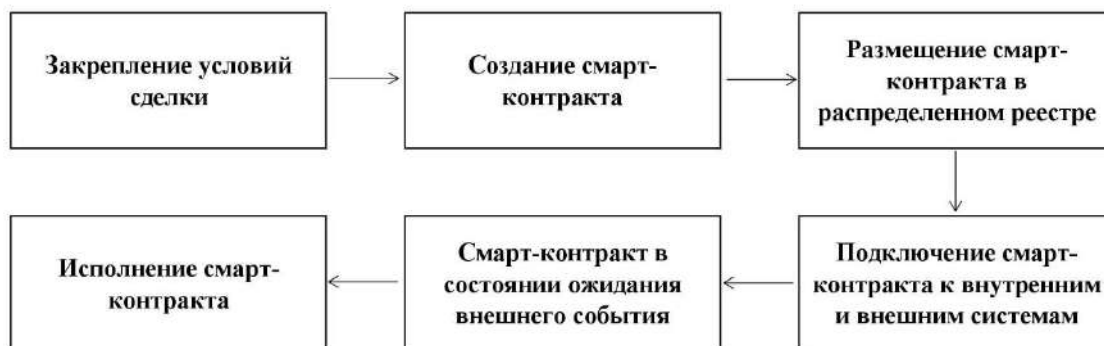 Закрепление условий
сделки
Создание смарт-
контракта
Размещение смарт-
контракта в
распределенном реестре
Подключение смарт-
контракта к внутренним
и внешним системам
Смарт-контракт в
состоянии ожидания
внешнего события
Исполнение смарт-
контракта